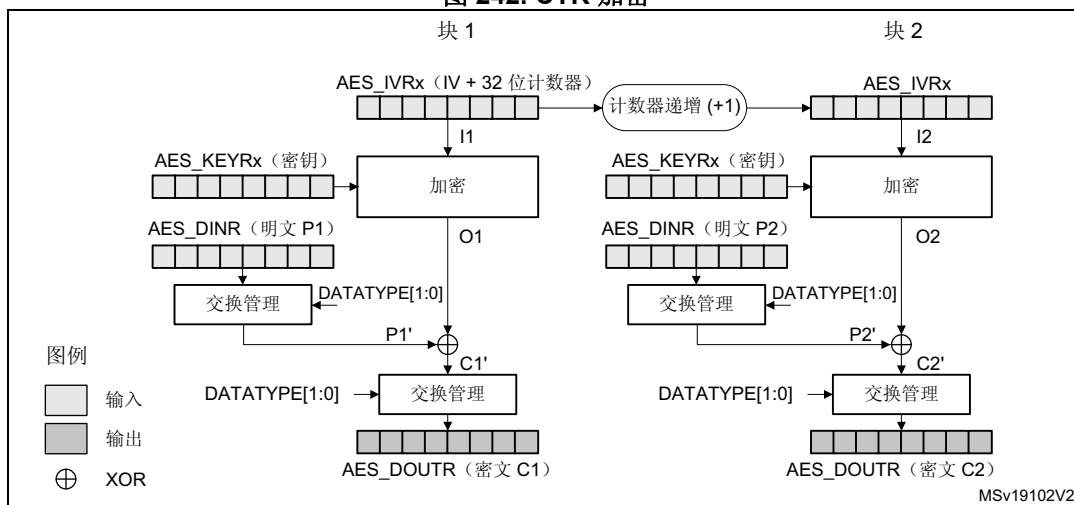 图 242. CTR 加密
块 1
块 2
AES_IVRx（IV + 32 位计数器）
计数器递增 (+1)
AES_IVRx
I1
I2
AES_KEYRx（密钥）
加密
AES_KEYRx（密钥）
加密
AES_DINR（明文 P1）
O1
AES_DINR（明文 P2）
O2
交换管理
DATATYPE[1:0]
交换管理
DATATYPE[1:0]
P1'
P2'
C1'
C2'
图例
DATATYPE[1:0]
交换管理
DATATYPE[1:0]
交换管理
输入
输出
AES_DOUTR（密文 C1）
AES_DOUTR（密文 C2）
XOR
MSv19102V2